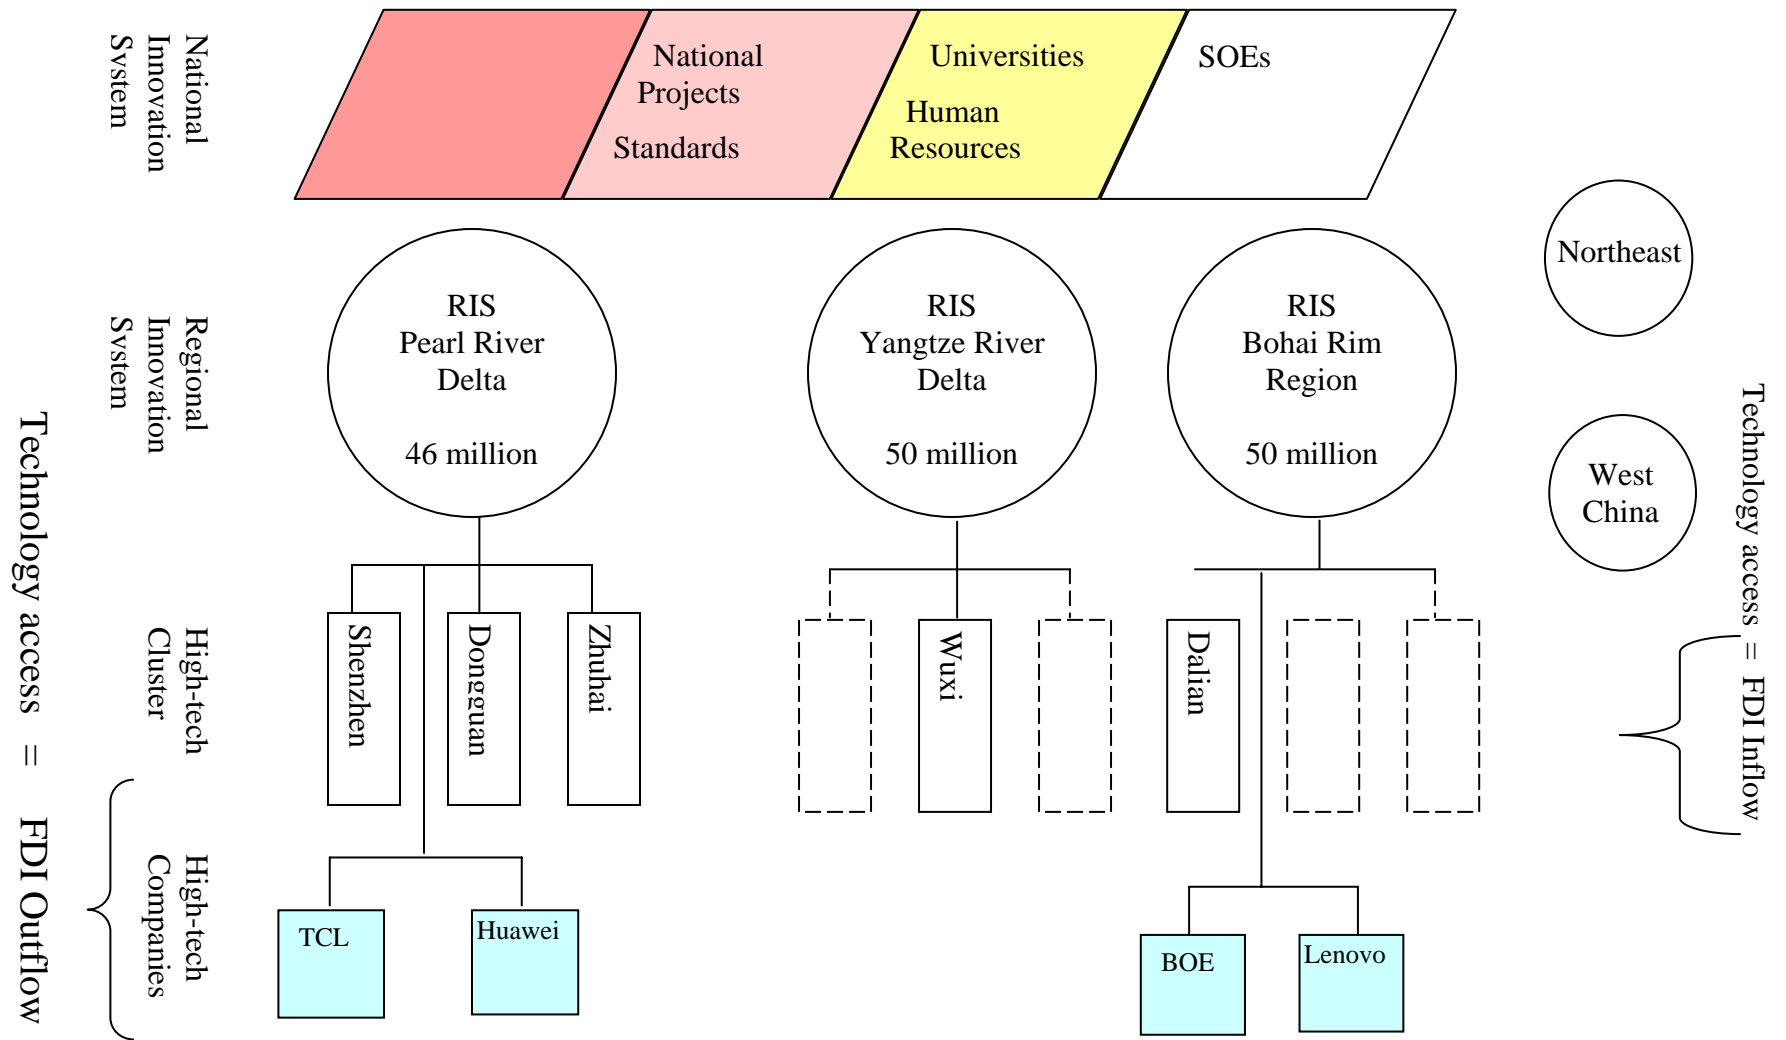 National
Innovation
System
National
Projects
Standards
Universities
Human
Resources
SOEs
Regional
Innovation
System
RIS
Pearl River
Delta
46 million
RIS
Yangtze River
Delta
50 million
RIS
Bohai Rim
Region
50 million
Northeast
West
China
High-tech
Cluster
Shenzhen
Dongguan
Zhuhai
Wuxi
Dalian
High-tech
Companies
TCL
Huawei
BOE
Lenovo
Technology access = FDI Outflow
Technology access = FDI Inflow